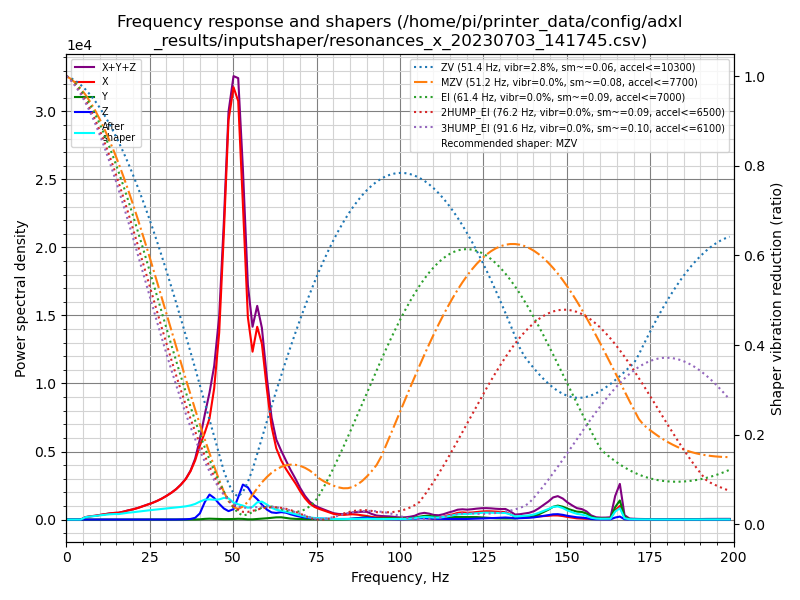 Frequency response and shapers (/home/pi/printer_data/config/adxl
_results/inputshaper/resonances_x_20230703_141745.csv)
1e4
X+Y+Z
X
Y
Z
After
shaper
ZV (51.4 Hz, vibr=2.8%, sm~=0.06, accel<=10300)
MZV (51.2 Hz, vibr=0.0%, sm~=0.08, accel<=7700)
EI (61.4 Hz, vibr=0.0%, sm~=0.09, accel<=7000)
2HUMP_EI (76.2 Hz, vibr=0.0%, sm~=0.09, accel<=6500)
3HUMP_EI (91.6 Hz, vibr=0.0%, sm~=0.10, accel<=6100)
Recommended shaper: MZV
Power spectral density
3.0
2.5
2.0
1.5
1.0
0.5
0.0
1.0
0.8
0.6
0.4
0.2
0.0
Shaper vibration reduction (ratio)
0 25 50 75 100 125 150 175 200
Frequency, Hz